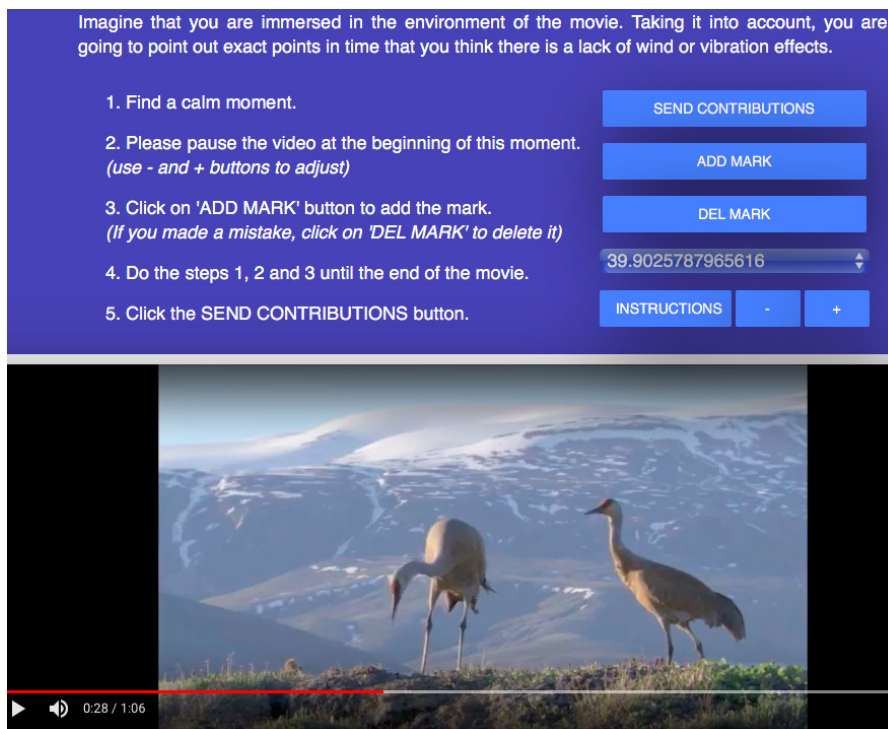 Imagine that you are immersed in the environment of the movie. Taking it into account, you are
going to point out exact points in time that you think there is a lack of wind or vibration effects.
1. Find a calm moment.
2. Please pause the video at the beginning of this moment.
(use - and + buttons to adjust)
3. Click on 'ADD MARK' button to add the mark.
(If you made a mistake, click on 'DEL MARK' to delete it)
4. Do the steps 1, 2 and 3 until the end of the movie.
5. Click the SEND CONTRIBUTIONS button.
SEND CONTRIBUTIONS
ADD MARK
DEL MARK
39.9025787965616
INSTRUCTIONS - +
0:28 / 1:06